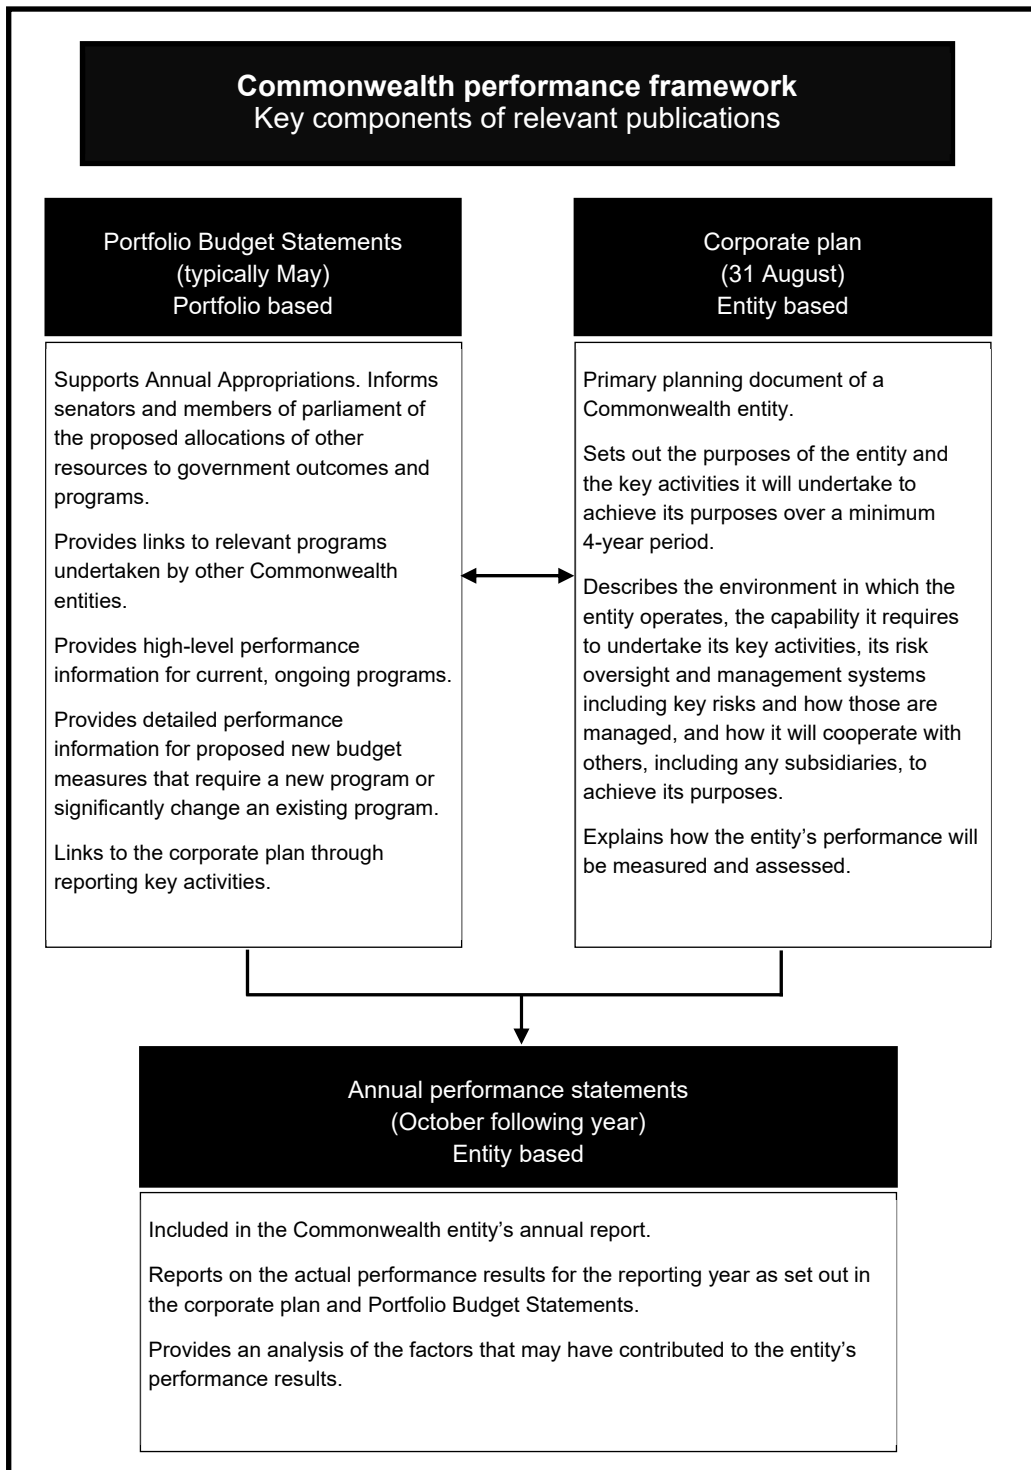 Commonwealth performance framework
Key components of relevant publications
Portfolio Budget Statements
(typically May)
Portfolio based
Supports Annual Appropriations. Informs
senators and members of parliament of
the proposed allocations of other
resources to government outcomes and
programs.
Provides links to relevant programs
undertaken by other Commonwealth
entities.
Provides high-level performance
information for current, ongoing programs.
Provides detailed performance
information for proposed new budget
measures that require a new program or
significantly change an existing program.
Links to the corporate plan through
reporting key activities.
Corporate plan
(31 August)
Entity based
Primary planning document of a
Commonwealth entity.
Sets out the purposes of the entity and
the key activities it will undertake to
achieve its purposes over a minimum
4-year period.
Describes the environment in which the
entity operates, the capability it requires
to undertake its key activities, its risk
oversight and management systems
including key risks and how those are
managed, and how it will cooperate with
others, including any subsidiaries, to
achieve its purposes.
Explains how the entity’s performance will
be measured and assessed.
Annual performance statements
(October following year)
Entity based
Included in the Commonwealth entity’s annual report.
Reports on the actual performance results for the reporting year as set out in
the corporate plan and Portfolio Budget Statements.
Provides an analysis of the factors that may have contributed to the entity’s
performance results.